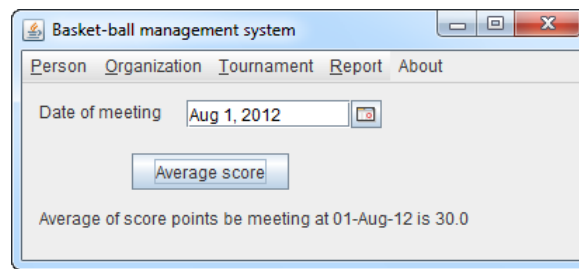 Basket-ball management system
Person Organization Tournament Report About
Date of meeting Aug 1, 2012
Average score
Average of score points be meeting at 01-Aug-12 is 30.0